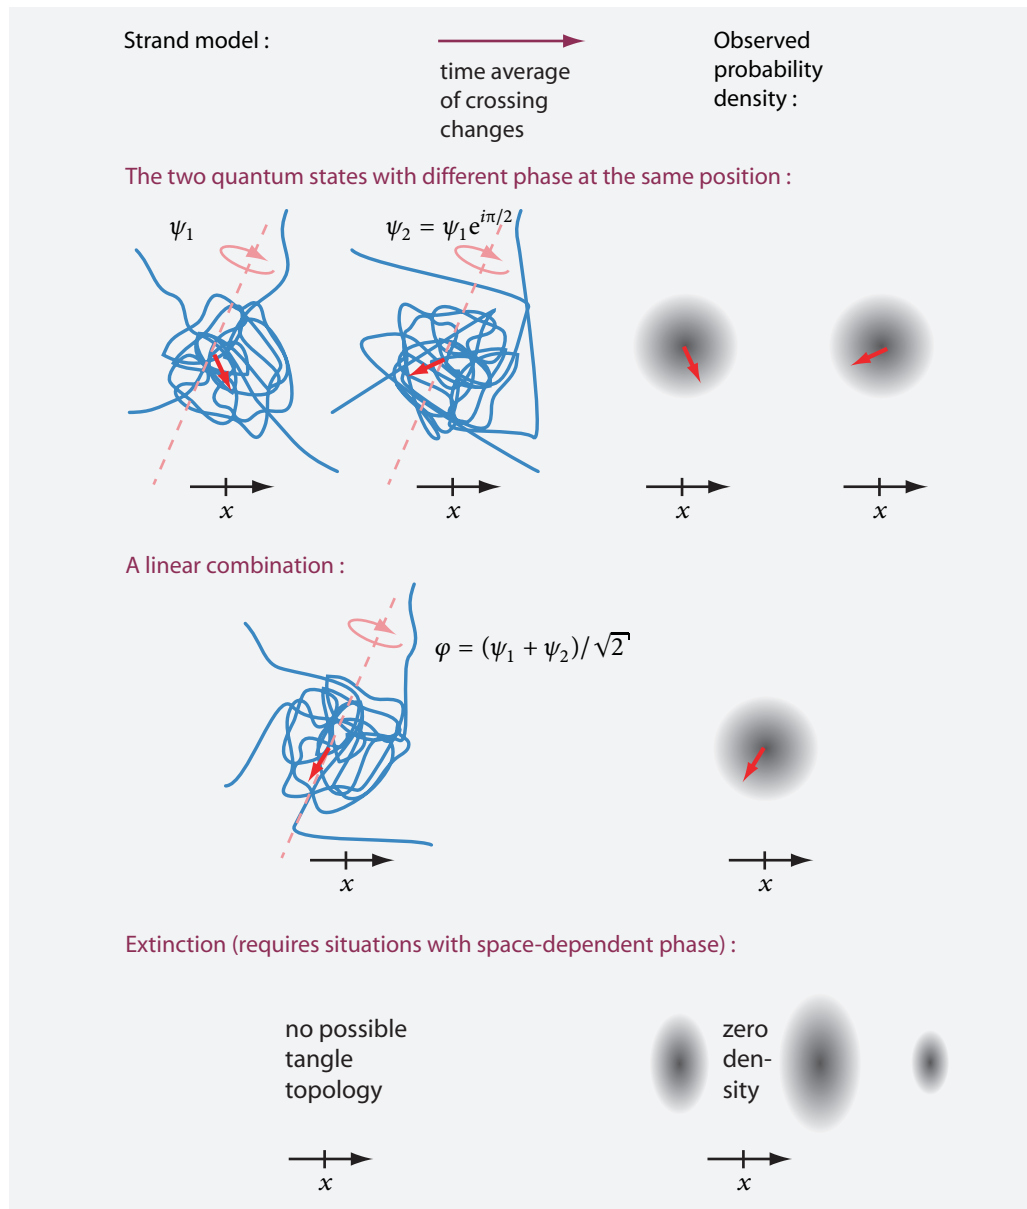 Strand model :
time average
of crossing
changes
Observed
probability
density :
The two quantum states with different phase at the same position :
ψ₁
ψ₂ = ψ₁e^{iπ/2}
x
x
x
x
A linear combination :
φ = (ψ₁ + ψ₂)/√2
x
x
Extinction (requires situations with space-dependent phase) :
no possible
tangle
topology
zero
den-
sity
x
x